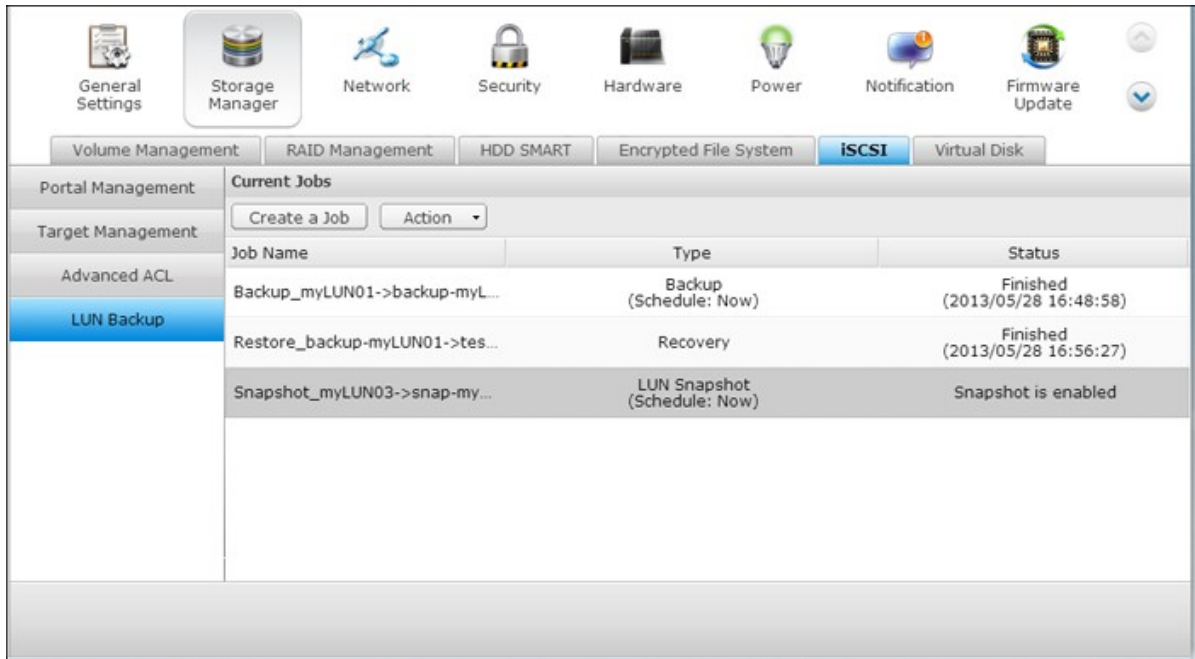 General
Settings
Storage
Manager
Network
Security
Hardware
Power
Notification
Firmware
Update
Volume Management
RAID Management
HDD SMART
Encrypted File System
iSCSI
Virtual Disk
Portal Management
Target Management
Advanced ACL
LUN Backup
Current Jobs
Create a Job
Action
Job Name
Type
Status
Backup_myLUN01->backup-myL...
Backup
(Schedule: Now)
Finished
(2013/05/28 16:48:58)
Restore_backup-myLUN01->tes...
Recovery
Finished
(2013/05/28 16:56:27)
Snapshot_myLUN03->snap-my...
LUN Snapshot
(Schedule: Now)
Snapshot is enabled